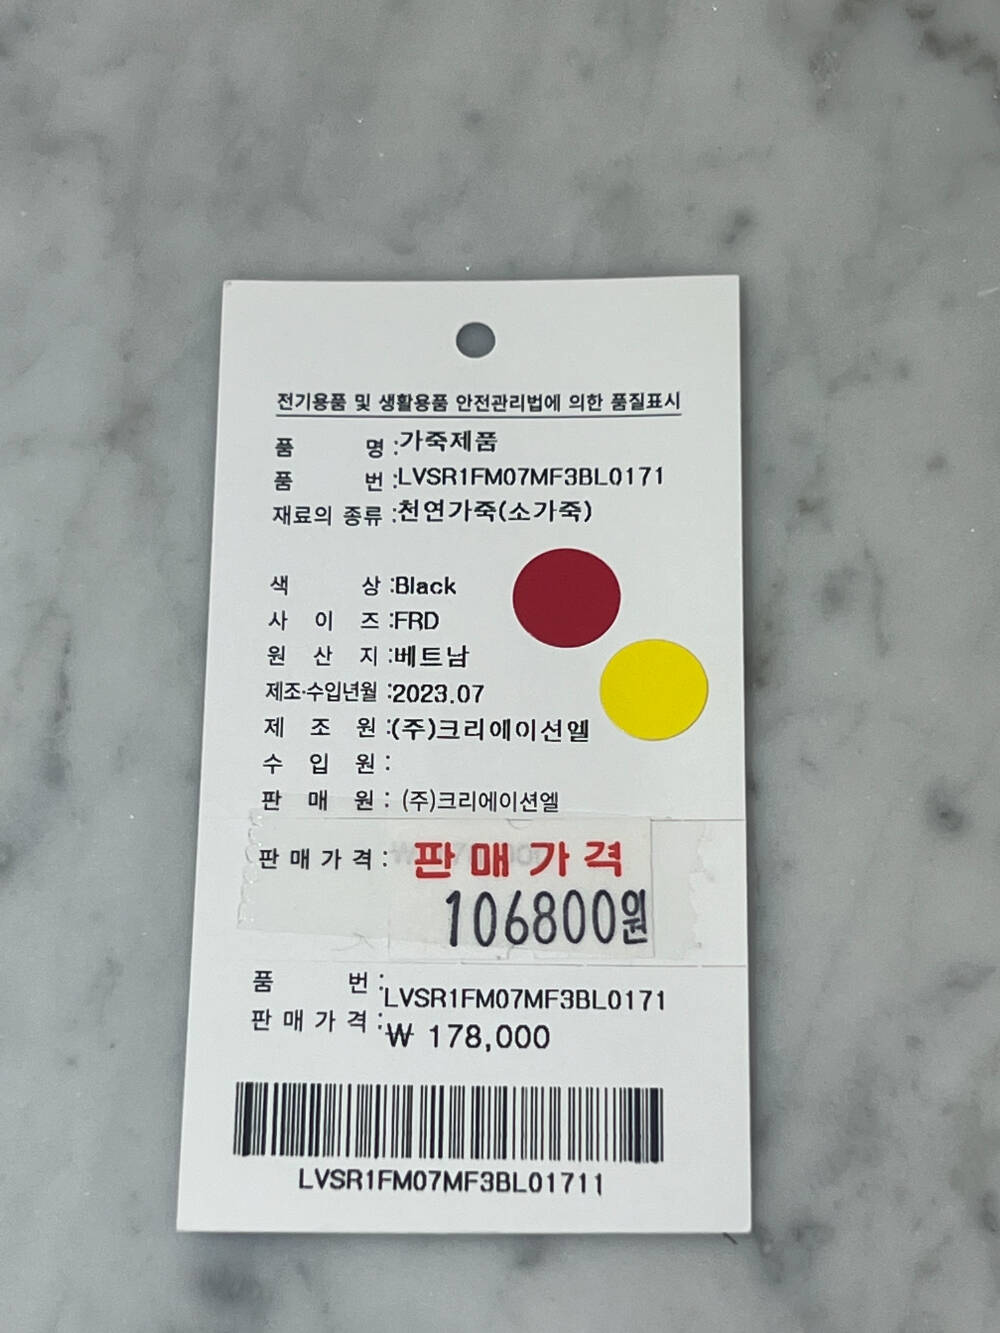 전기용품 및 생활용품 안전관리법에 의한 품질표시
품 명 :가죽제품
품 번 :LVSR1FM07MF3BL0171
재료의 종류 :천연가죽(소가죽)
색 상 :Black
사 이 즈 :FRD
원 산 지 :베트남
제조·수입년월 :2023.07
제 조 원 :(주)크리에이션엘
수 입 원 :
판 매 원 : (주)크리에이션엘
판 매 가 격 : 판매가격
106800원
품 번 :LVSR1FM07MF3BL0171
판 매 가 격 :₩ 178,000
LVSR1FM07MF3BL01711